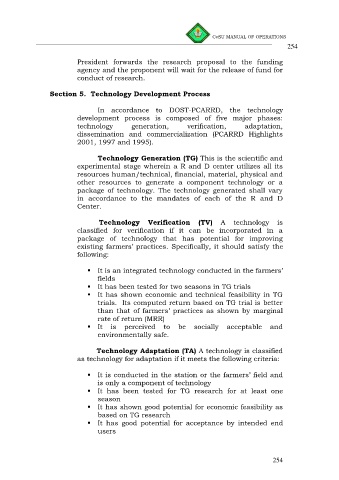 CvSU MANUAL OF OPERATIONS
254
President forwards the research proposal to the funding
agency and the proponent will wait for the release of fund for
conduct of research.
Section 5. Technology Development Process
In accordance to DOST-PCARRD, the technology
development process is composed of five major phases:
technology generation, verification, adaptation,
dissemination and commercialization (PCARRD Highlights
2001, 1997 and 1995).
Technology Generation (TG) This is the scientific and
experimental stage wherein a R and D center utilizes all its
resources human/technical, financial, material, physical and
other resources to generate a component technology or a
package of technology. The technology generated shall vary
in accordance to the mandates of each of the R and D
Center.
Technology Verification (TV) A technology is
classified for verification if it can be incorporated in a
package of technology that has potential for improving
existing farmers' practices. Specifically, it should satisfy the
following:
▪ It is an integrated technology conducted in the farmers'
fields
▪ It has been tested for two seasons in TG trials
▪ It has shown economic and technical feasibility in TG
trials. Its computed return based on TG trial is better
than that of farmers' practices as shown by marginal
rate of return (MRR)
▪ It is perceived to be socially acceptable and
environmentally safe.
Technology Adaptation (TA) A technology is classified
as technology for adaptation if it meets the following criteria:
▪ It is conducted in the station or the farmers' field and
is only a component of technology
▪ It has been tested for TG research for at least one
season
▪ It has shown good potential for economic feasibility as
based on TG research
▪ It has good potential for acceptance by intended end
users
254